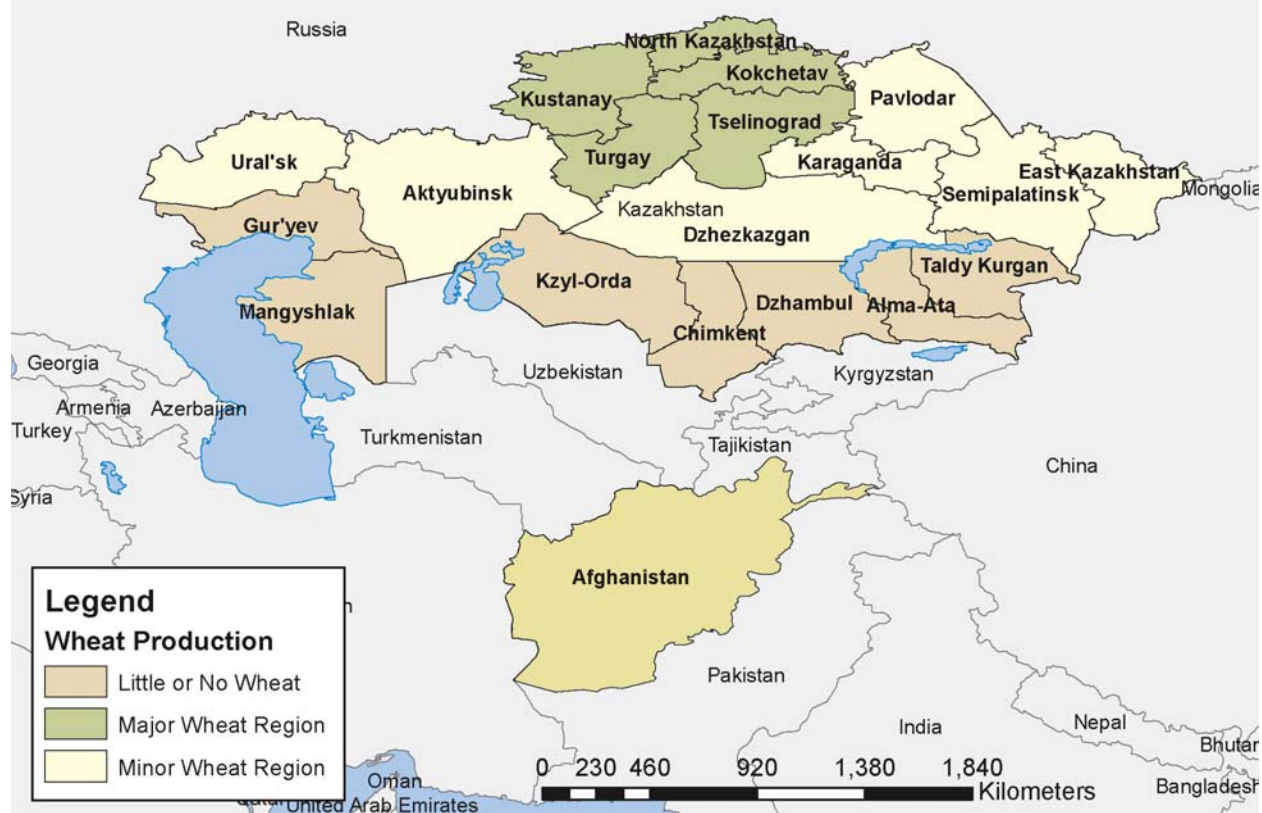 Russia
North Kazakhstan
Kokchetav
Kustanay
Pavlodar
Tselinograd
Turgay
Ural'sk
Karaganda
Aktyubinsk
East Kazakhstan
Semipalatinsk
Mongolia
Kazakhstan
Gur'yev
Dzhezkazgan
Taldy Kurgan
Kzyl-Orda
Dzhambul
Alma-Ata
Mangyshlak
Chimkent
Georgia
Uzbekistan
Kyrgyzstan
Armenia
Azerbaijan
Turkey
Turkmenistan
Tajikistan
China
Syria
Afghanistan
Pakistan
India
Nepal
Bhutan
Bangladesh
Oman
United Arab Emirates
Legend
Wheat Production
Little or No Wheat
Major Wheat Region
Minor Wheat Region
0 230 460 920 1,380 1,840
Kilometers